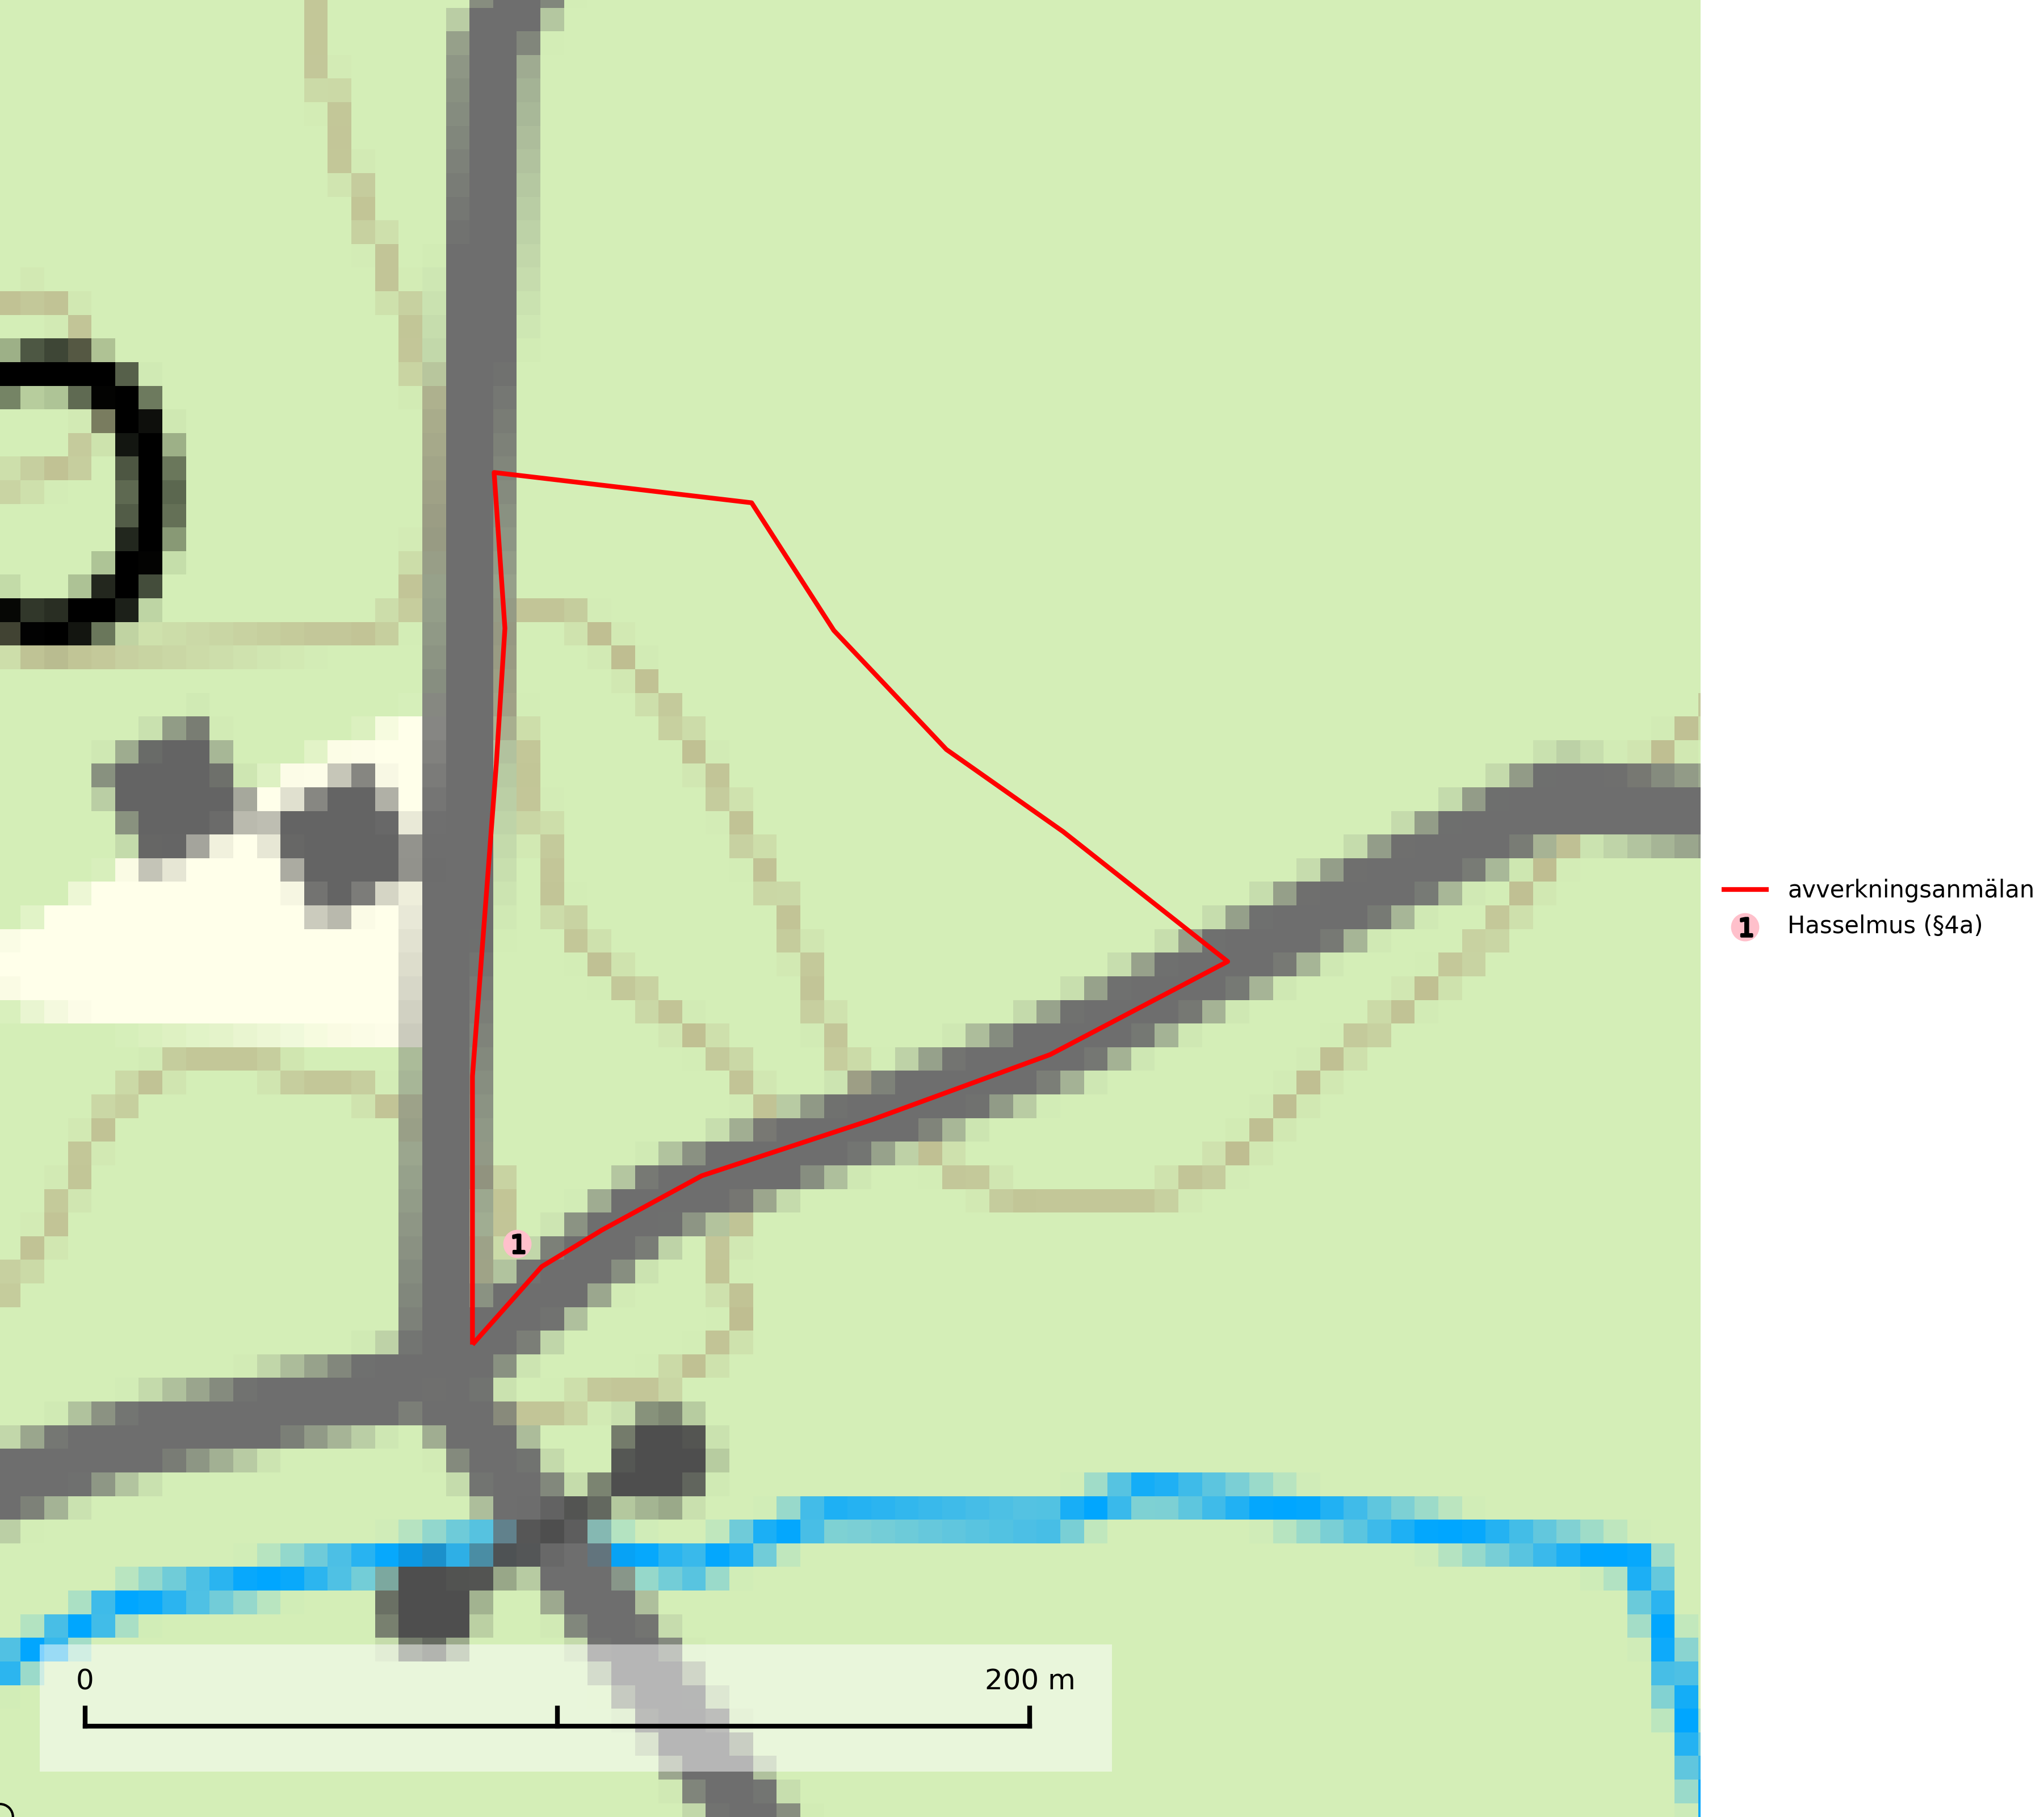 avverkningsanmälan
1 Hasselmus (§4a)
1
0 200 m